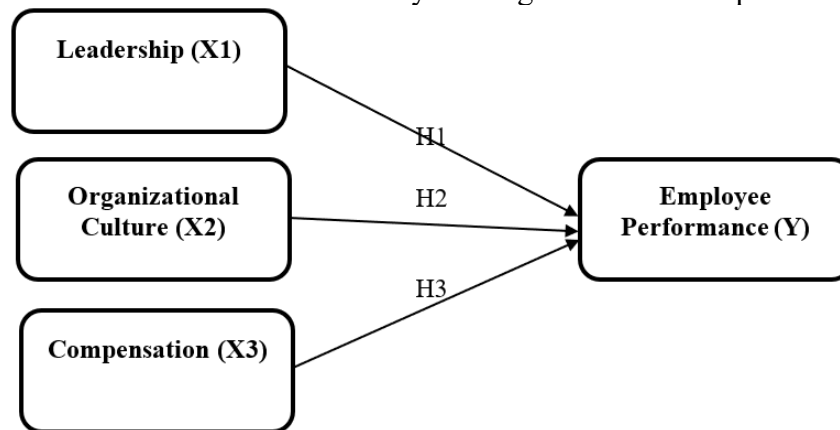 Leadership (X1)
H1
Organizational
Culture (X2)
H2
Employee
Performance (Y)
H3
Compensation (X3)